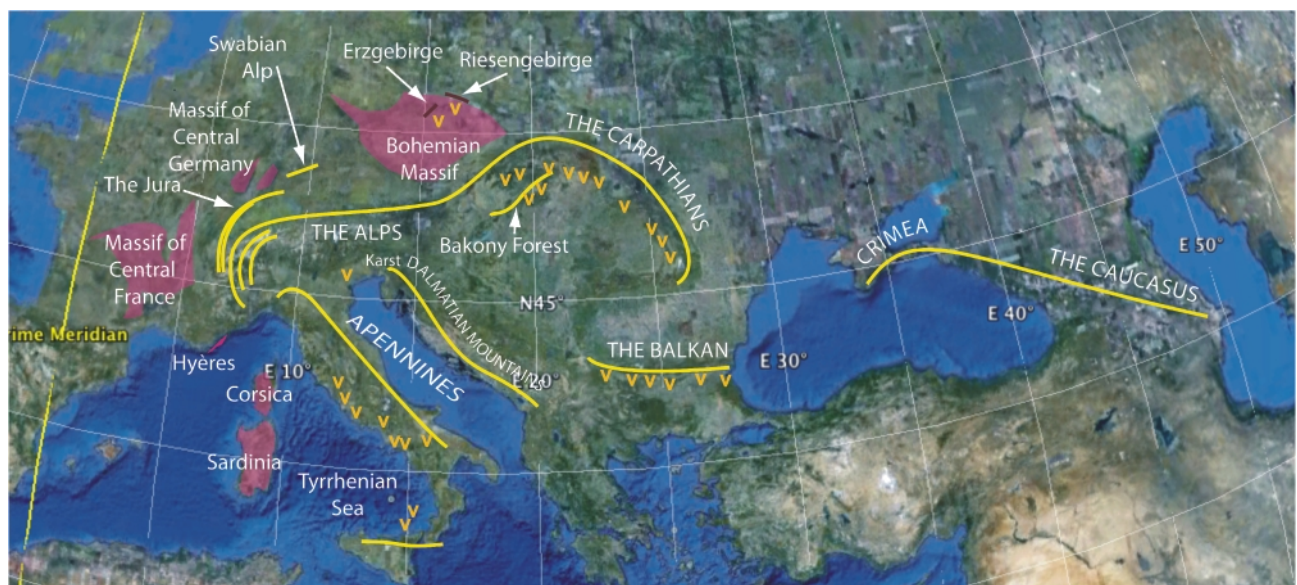 Swabian
Alp
Erzgebirge
Riesengebirge
Massif of
Central
Germany
The Jura
Bohemian
Massif
THE CARPATHIANS
Massif of
Central
France
THE ALPS
Bakony Forest
Karst
DALMATIAN MOUNTAINS
N45°
CRIMEA
THE CAUCASUS
E 50°
E 40°
rime Meridian
Hyères
E 10°
APENNINES
E 20°
THE BALKAN
E 30°
Corsica
Sardinia
Tyrrhenian
Sea
V V V V V V V V V V V V V V
V
V V V V V V
V V V V V V V
V V